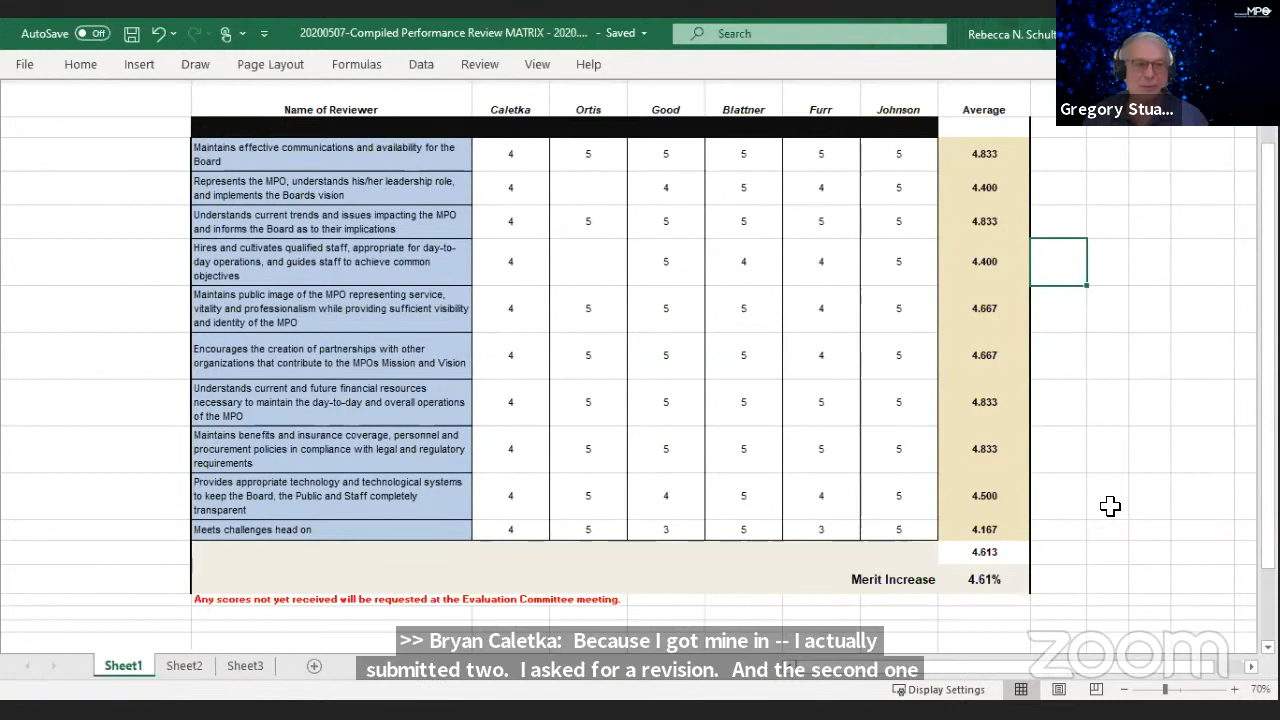 AutoSave Off 20200507-Compiled Performance Review MATRIX - 2020.... - Saved Search Rebecca N. Schult
MPO
Gregory Stua...
File Home Insert Draw Page Layout Formulas Data Review View Help
Name of Reviewer Caletka Ortis Good Blattner Furr Johnson Average
Maintains effective communications and availability for the
Board 4 5 5 5 5 5 4.833
Represents the MPO, understands his/her leadership role,
and implements the Boards vision 4 4 5 4 5 4.400
Understands current trends and issues impacting the MPO
and informs the Board as to their implications 4 5 5 5 5 5 4.833
Hires and cultivates qualified staff, appropriate for day-to-
day operations, and guides staff to achieve common
objectives 4 5 4 4 5 4.400
Maintains public image of the MPO representing service,
vitality and professionalism while providing sufficient visibility
and identity of the MPO 4 5 5 5 4 5 4.667
Encourages the creation of partnerships with other
organizations that contribute to the MPOs Mission and Vision 4 5 5 5 4 5 4.667
Understands current and future financial resources
necessary to maintain the day-to-day and overall operations
of the MPO 4 5 5 5 5 5 4.833
Maintains benefits and insurance coverage, personnel and
procurement policies in compliance with legal and regulatory
requirements 4 5 5 5 5 5 4.833
Provides appropriate technology and technological systems
to keep the Board, the Public and Staff completely
transparent 4 5 4 5 4 5 4.500
Meets challenges head on 4 5 3 5 3 5 4.167
4.613
Merit Increase 4.61%
Any scores not yet received will be requested at the Evaluation Committee meeting.
>> Bryan Caletka: Because I got mine in -- I actually
submitted two. I asked for a revision. And the second one
zoom
Sheet1 Sheet2 Sheet3
Display Settings 70%